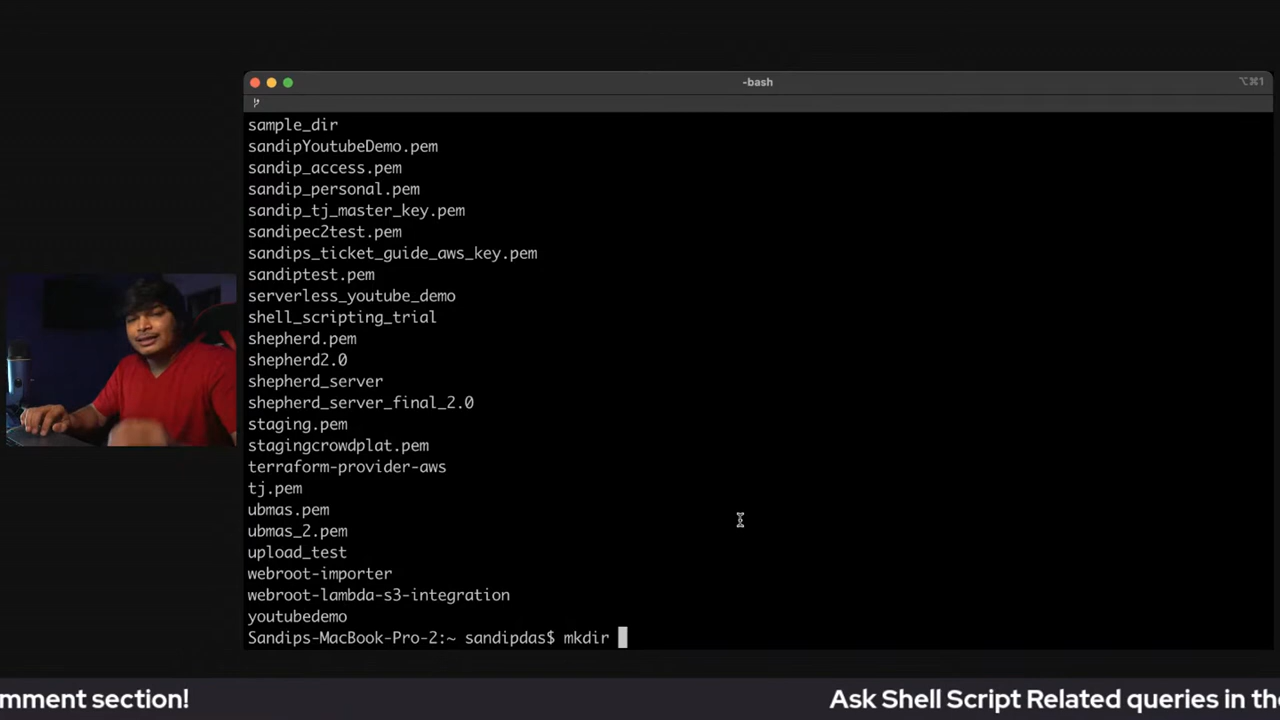 -bash
⌥⌘1
sample_dir
sandipYoutubeDemo.pem
sandip_access.pem
sandip_personal.pem
sandip_tj_master_key.pem
sandipec2test.pem
sandips_ticket_guide_aws_key.pem
sandiptest.pem
serverless_youtube_demo
shell_scripting_trial
shepherd.pem
shepherd2.0
shepherd_server
shepherd_server_final_2.0
staging.pem
stagingcrowdplat.pem
terraform-provider-aws
tj.pem
ubmas.pem
ubmas_2.pem
upload_test
webroot-importer
webroot-lambda-s3-integration
youtubedemo
Sandips-MacBook-Pro-2:~ sandipdas$ mkdir
mment section! Ask Shell Script Related queries in the